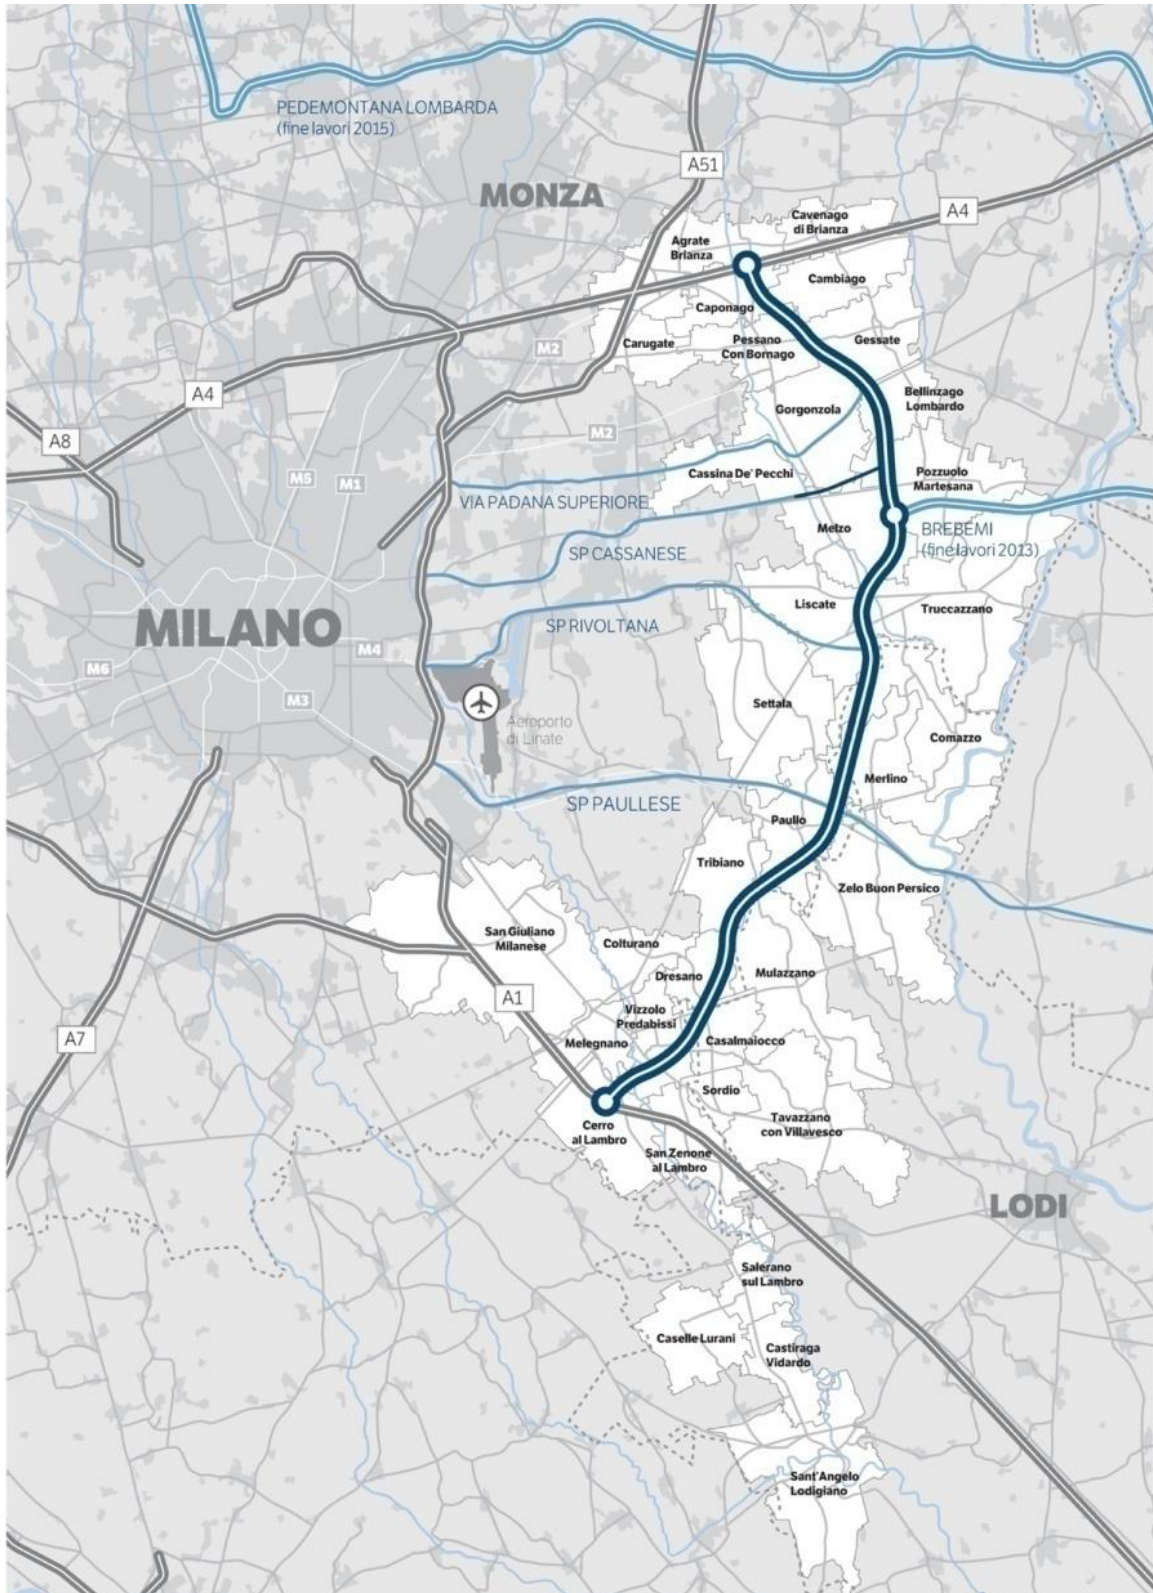 PEDEMONTANA LOMBARDA
(fine lavori 2015)
A51
MONZA
A4
Cavenago
di Brianza
Agrate
Brianza
Cambiago
Caponago
Carugate
Pessano
Con Bornago
Gessate
M2
A4
Bellinzago
Lombardo
Gorgonzola
A8
M2
M5
M1
Cassina De' Pecchi
Pozzuolo
Martesana
VIA PADANA SUPERIORE
Melzo
BREBEMI
(fine lavori 2013)
SP CASSANESE
Liscate
Truccazzano
MILANO
SP RIVOLTANA
M4
M6
M3
Settala
Aeroporto
di Linate
Comazzo
Merlino
SP PAULLESE
Paullo
Tribiano
Zelo Buon Persico
San Giuliano
Milanese
Colturano
Dresano
Mulazzano
A1
Vizzolo
Predabissi
A7
Melegnano
Casalmaiocco
Sordio
Cerro
al Lambro
Tavazzano
con Villavesco
San Zenone
al Lambro
LODI
Salerano
sul Lambro
Caselle Lurani
Castiraga
Vidardo
Sant'Angelo
Lodigiano